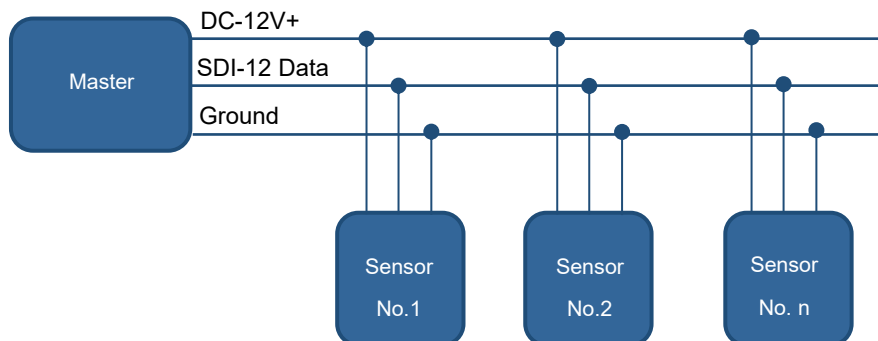 DC-12V+
Master
SDI-12 Data
Ground
Sensor
No.1
Sensor
No.2
Sensor
No. n